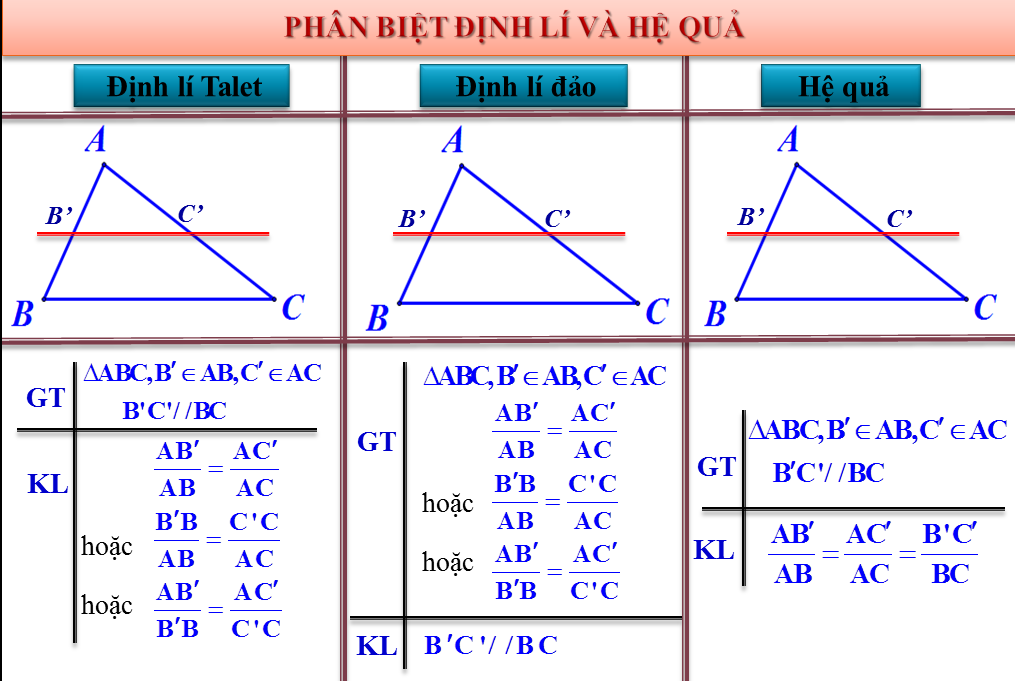 PHÂN BIỆT ĐỊNH LÍ VÀ HỆ QUẢ
Định lí Talet
A
B’
C’
B
C
GT
ΔABC, B′ ∈ AB, C′ ∈ AC
B'C'//BC
KL
AB′/AB = AC′/AC
hoặc B′B/AB = C'C/AC
hoặc AB′/B′B = AC′/C'C
Định lí đảo
A
B’
C’
B
C
GT
ΔABC, B′ ∈ AB, C′ ∈ AC
AB′/AB = AC′/AC
hoặc B′B/AB = C'C/AC
hoặc AB′/B′B = AC′/C'C
KL
B′C'//BC
Hệ quả
A
B’
C’
B
C
GT
ΔABC, B′ ∈ AB, C′ ∈ AC
B′C'//BC
KL
AB′/AB = AC′/AC = B'C′/BC